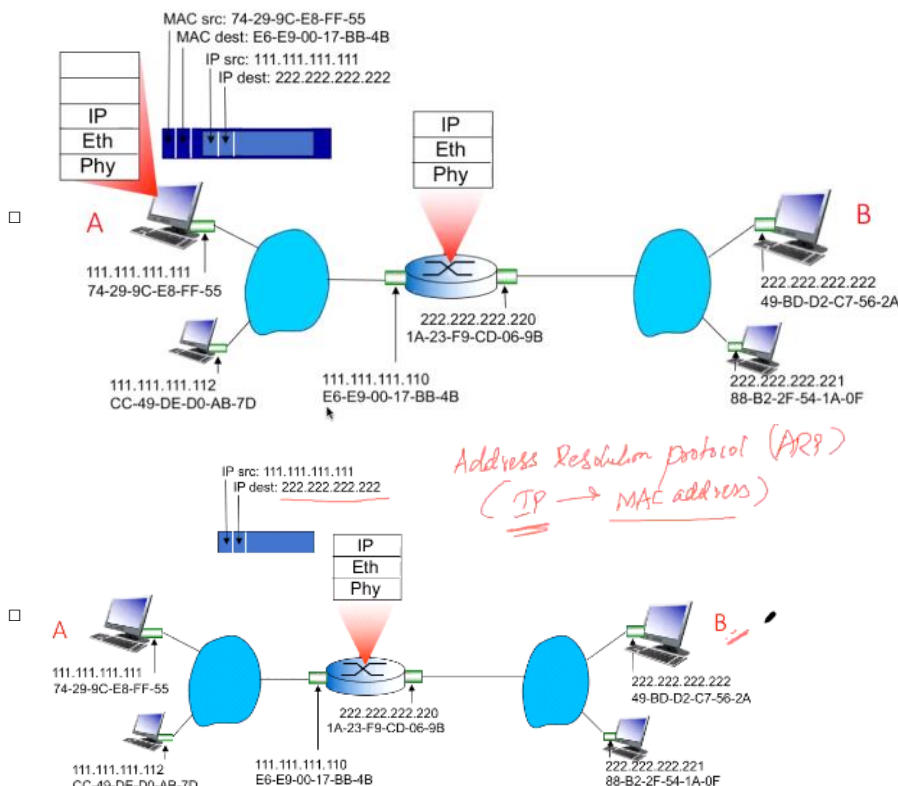 MAC src: 74-29-9C-E8-FF-55
MAC dest: E6-E9-00-17-BB-4B
IP src: 111.111.111.111
IP dest: 222.222.222.222
IP
Eth
Phy
IP
Eth
Phy
A
B
111.111.111.111
74-29-9C-E8-FF-55
222.222.222.222
49-BD-D2-C7-56-2A
222.222.222.220
1A-23-F9-CD-06-9B
111.111.111.112
CC-49-DE-D0-AB-7D
111.111.111.110
E6-E9-00-17-BB-4B
222.222.222.221
88-B2-2F-54-1A-0F
Address Resolution protocol (ARP)
(IP → MAC address)
IP src: 111.111.111.111
IP dest: 222.222.222.222
IP
Eth
Phy
A
B
111.111.111.111
74-29-9C-E8-FF-55
222.222.222.222
49-BD-D2-C7-56-2A
222.222.222.220
1A-23-F9-CD-06-9B
111.111.111.112
CC-49-DE-D0-AB-7D
111.111.111.110
E6-E9-00-17-BB-4B
222.222.222.221
88-B2-2F-54-1A-0F